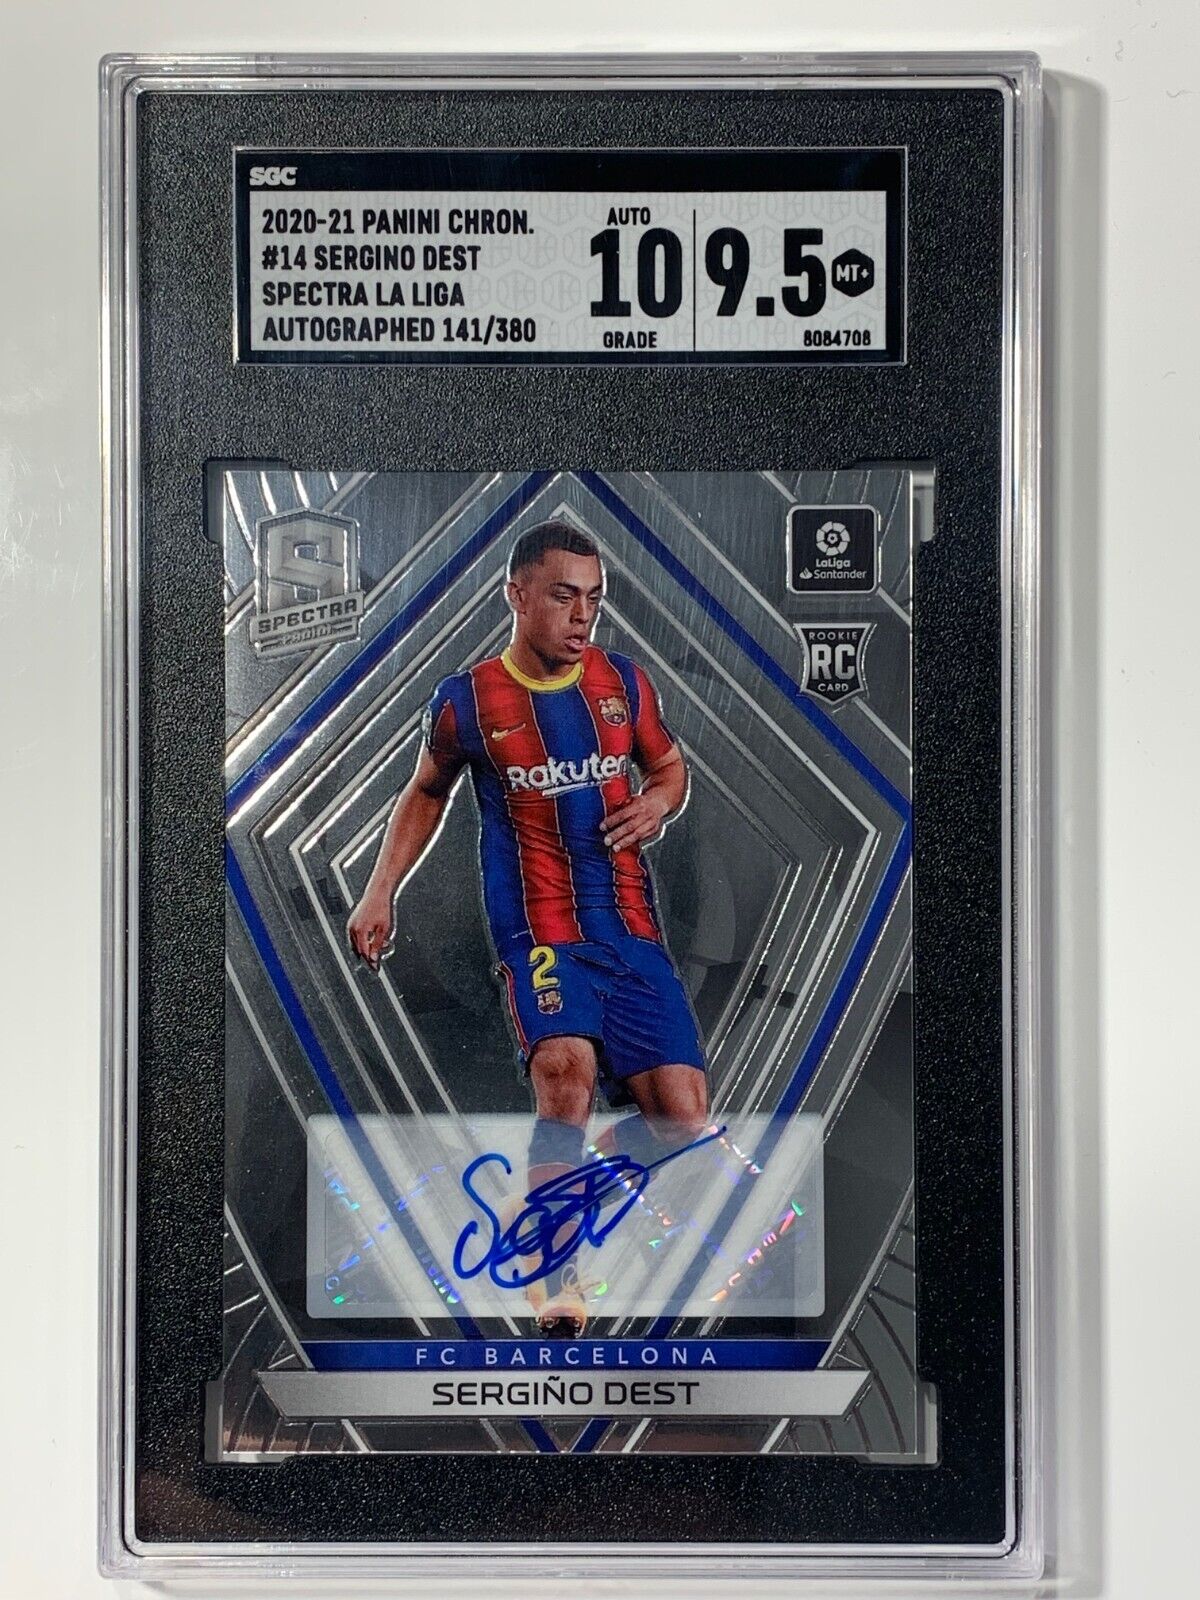 SGC
2020-21 PANINI CHRON.
#14 SERGINO DEST
SPECTRA LA LIGA
AUTOGRAPHED 141/380
AUTO
10
GRADE
9.5
MT+
8084708
S
SPECTRA
PANINI
LaLiga
Santander
ROOKIE
RC
CARD
Rakuten
2
FC BARCELONA
SERGIÑO DEST